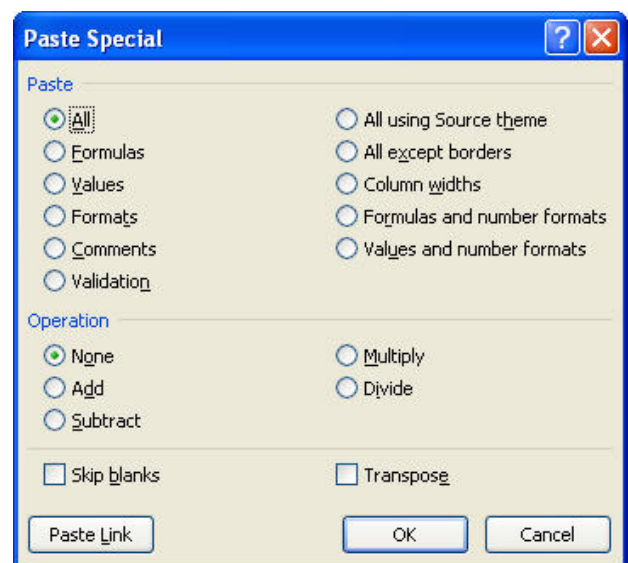 Paste Special
Paste
All
All using Source theme
Formulas
All except borders
Values
Column widths
Formats
Formulas and number formats
Comments
Values and number formats
Validation
Operation
None
Multiply
Add
Divide
Subtract
Skip blanks
Transpose
Paste Link
OK
Cancel